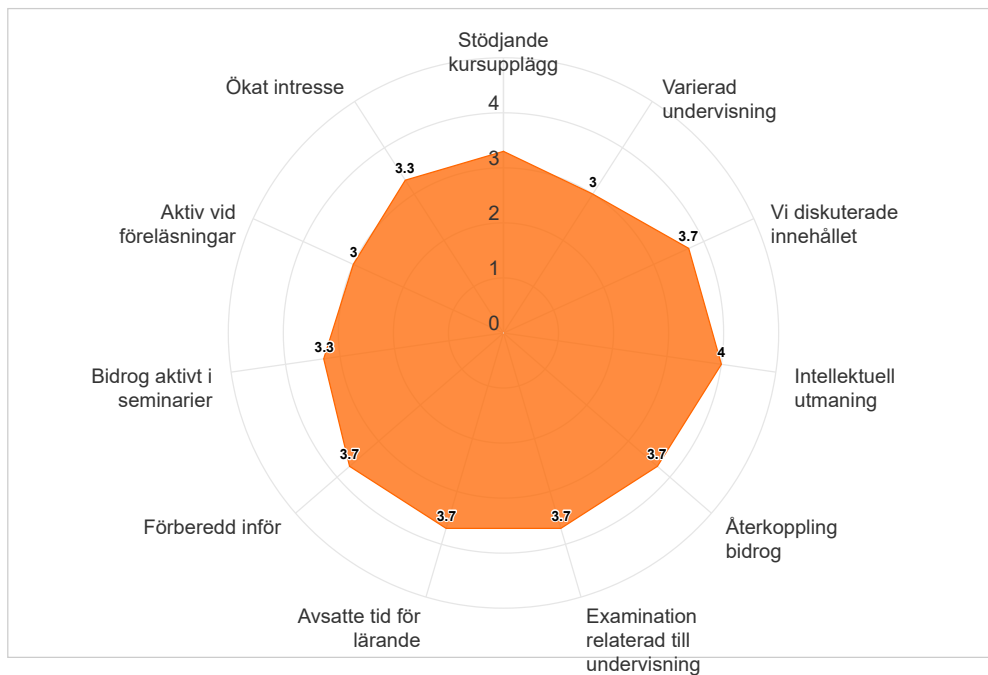 Stödjande
kursupplägg
Ökat intresse
Varierad
undervisning
4
3
3.3
3
2
1
0
Aktiv vid
föreläsningar
3
Vi diskuterade
innehållet
3.7
Bidrog aktivt i
seminarier
3.3
Intellektuell
utmaning
4
Förberedd inför
3.7
Återkoppling
bidrog
3.7
Avsatte tid för
lärande
3.7
Examination
relaterad till
undervisning
3.7